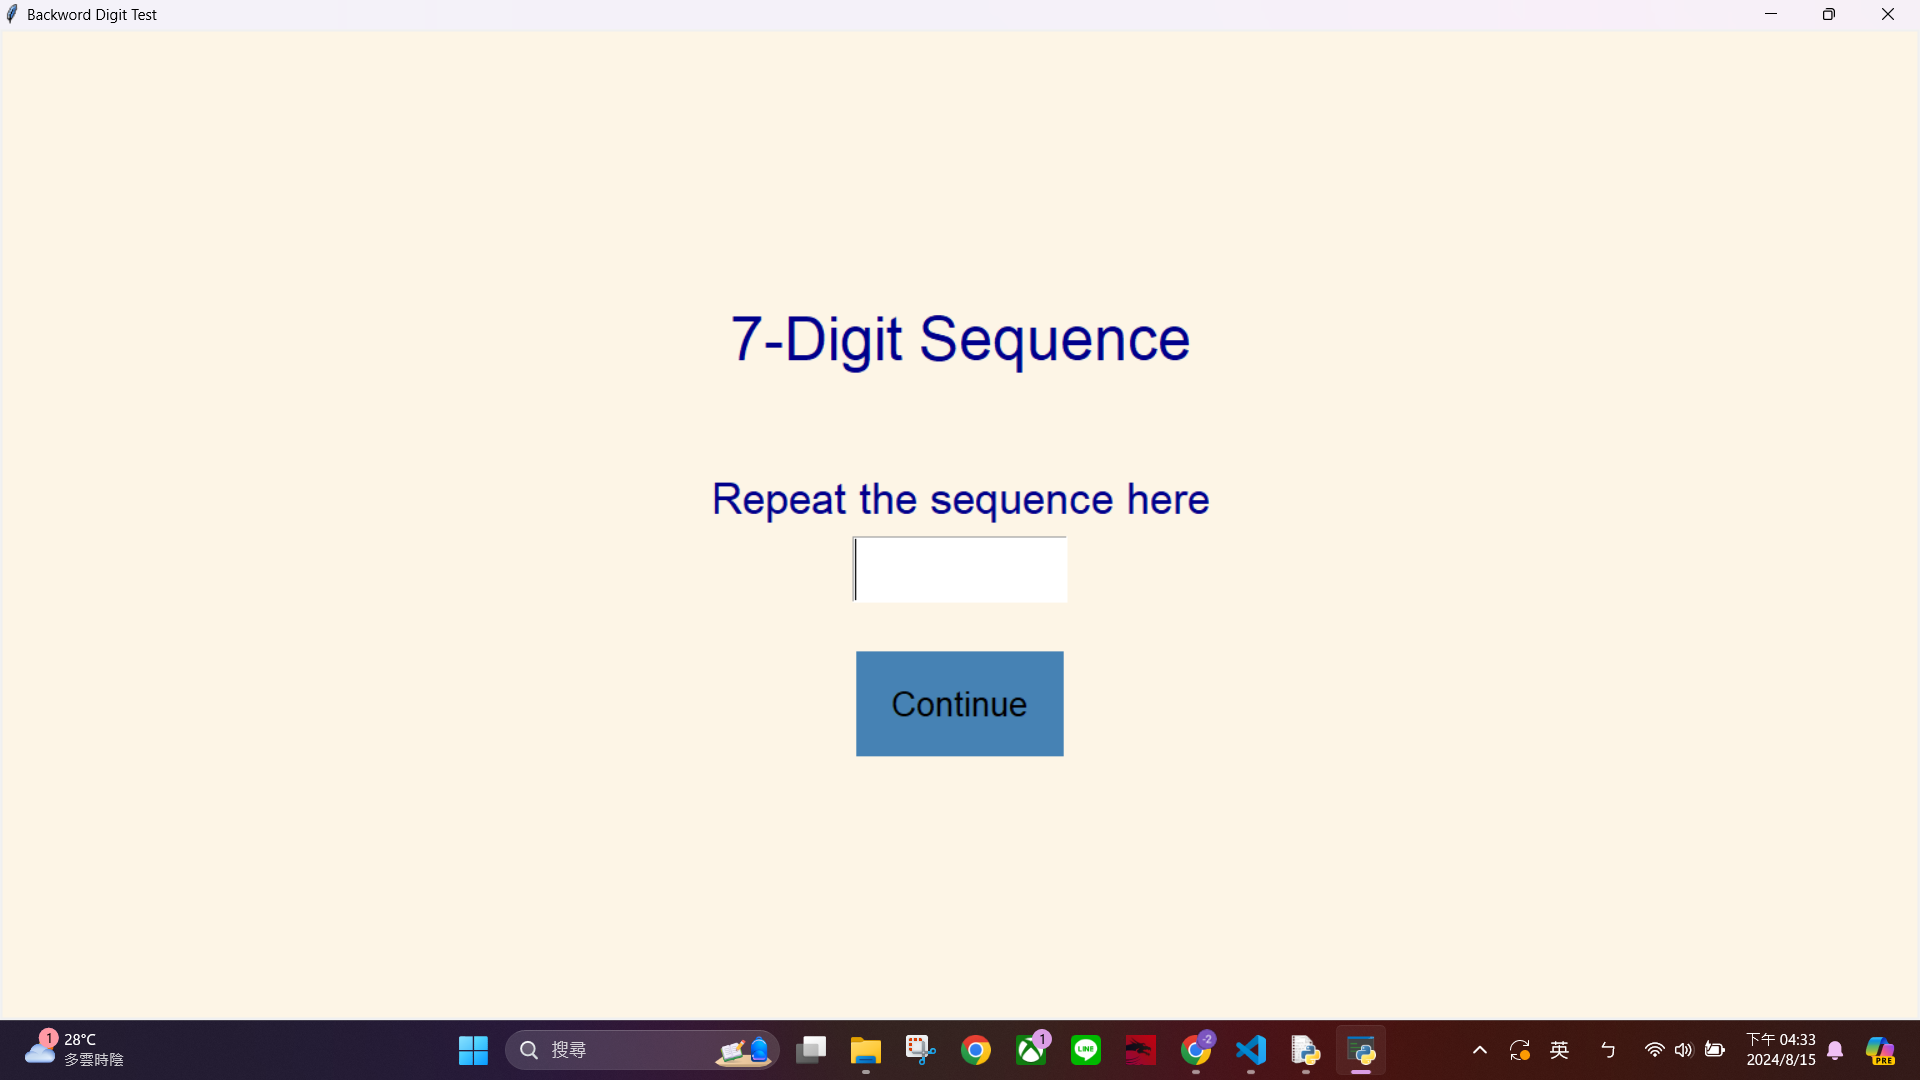 Backword Digit Test
7-Digit Sequence
Repeat the sequence here
Continue
1
28°C
多雲時陰
搜尋
1
LINE
-2
英
ㄅ
下午 04:33
2024/8/15
PRE